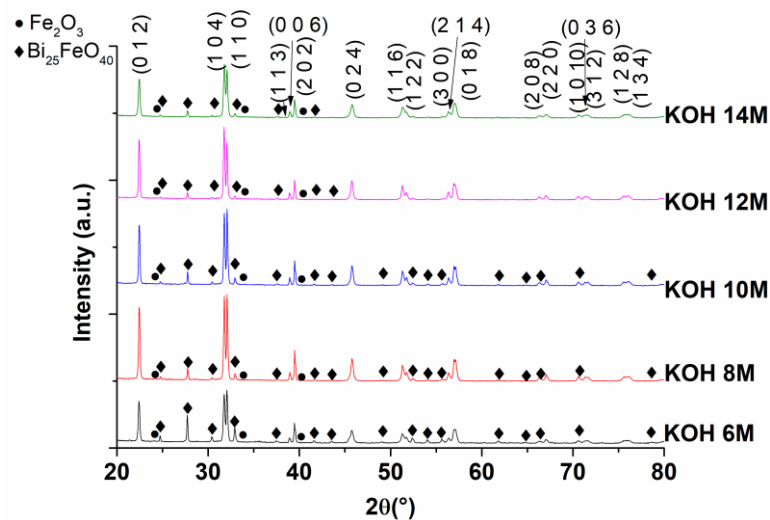 ● Fe₂O₃
♦ Bi₂₅FeO₄₀
(0 1 2)
(1 0 4)
(1 1 0)
(1 1 3)
(0 0 6)
(2 0 2)
(0 2 4)
(1 1 6)
(1 2 2)
(3 0 0)
(2 1 4)
(0 1 8)
(2 0 8)
(2 2 0)
(1 0 10)
(0 3 6)
(3 1 2)
(1 2 8)
(1 3 4)
KOH 14M
KOH 12M
KOH 10M
KOH 8M
KOH 6M
Intensity (a.u.)
20 30 40 50 60 70 80
2θ(°)